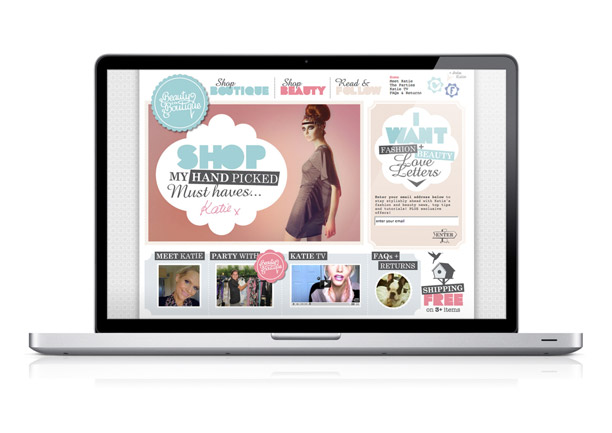 Beauty
Boutique
Shop
BOUTIQUE
Shop
BEAUTY
Read &
FOLLOW
Home
Meet Katie
The Parties
Katie TV
FAQs & Returns
SHOP
MY HAND PICKED
Must haves...
Katie x
I
WANT
FASHION +
BEAUTY
Love
Letters
Enter your email address below to
stay stylishly ahead with Katie's
fashion and beauty news, top tips
and tutorials! PLUS exclusive
offers!
enter your email
ENTER
MEET KATIE
PARTY WITH
Beauty
Boutique
KATIE TV
FAQs +
RETURNS
SHIPPING
FREE
on 3+ items